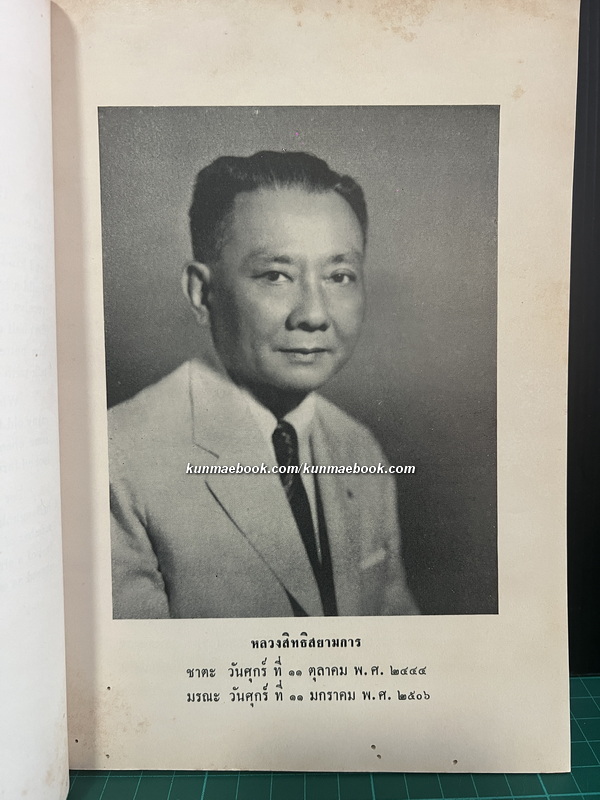 kunmaebook.com/kunmaebook.com
หลวงสิทธิสยามการ
ชาตะ วันศุกร์ ที่ ๑๑ ตุลาคม พ.ศ. ๒๔๔๔
มรณะ วันศุกร์ ที่ ๑๑ มกราคม พ.ศ. ๒๕๐๖